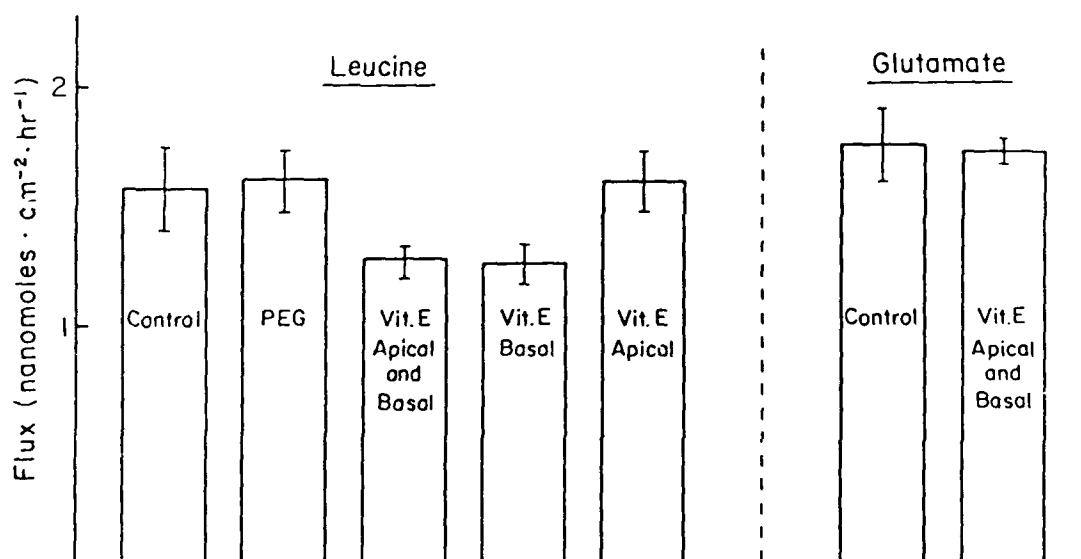 Leucine
Glutamate
2
1
Flux (nanomoles · cm⁻² · hr⁻¹)
Control
PEG
Vit. E
Apical
and
Basal
Vit. E
Basal
Vit. E
Apical
Control
Vit. E
Apical
and
Basal